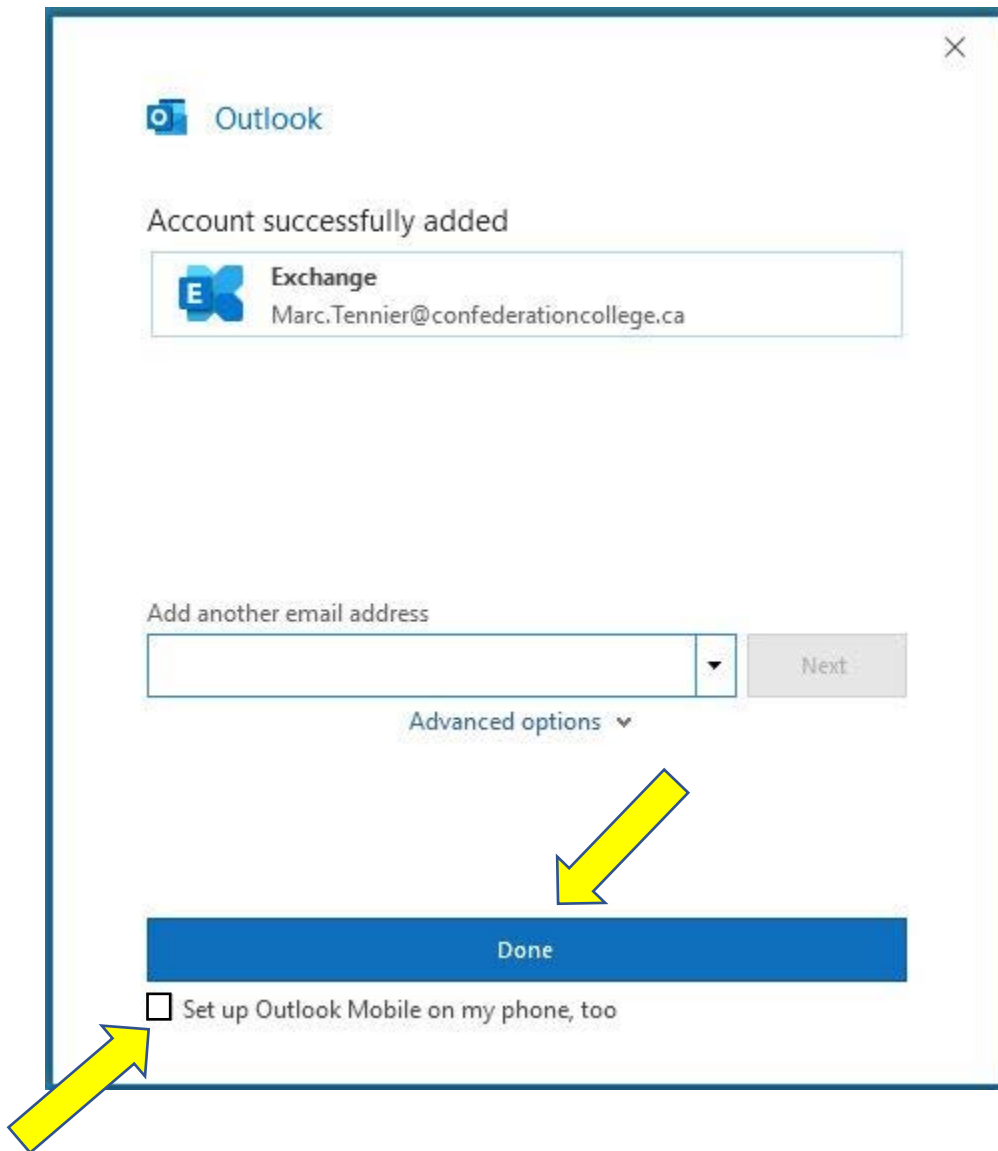 Outlook
Account successfully added
Exchange
Marc.Tennier@confederationcollege.ca
Add another email address
Next
Advanced options
Done
Set up Outlook Mobile on my phone, too